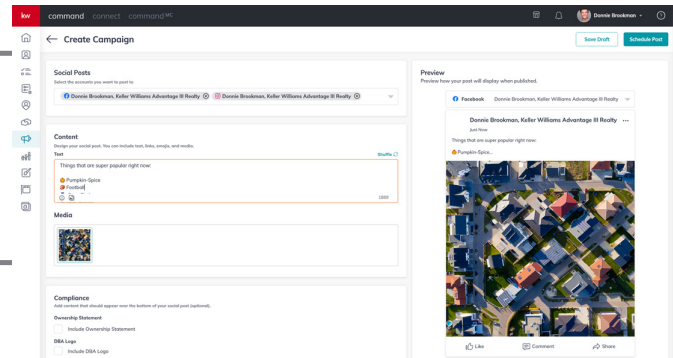 kw command connect command MC Donnie Brookman
Create Campaign Save Draft Schedule Post
Social Posts
Select the accounts you want to post to
Donnie Brookman, Keller Williams Advantage III Realty Donnie Brookman, Keller Williams Advantage III Realty
Content
Design your social post. You can include text, links, emojis, and media.
Text Shuffle
Things that are super popular right now:
🎃 Pumpkin-Spice
🏈 Football
1889
Media
Compliance
Add content that should appear over the bottom of your social post (optional).
Ownership Statement
Include Ownership Statement
DBA Logo
Include DBA Logo
Preview
Preview how your post will display when published.
Facebook Donnie Brookman, Keller Williams Advantage III Realty
Donnie Brookman, Keller Williams Advantage III Realty
Just Now
Things that are super popular right now:
🎃Pumpkin-Spice...
Like Comment Share